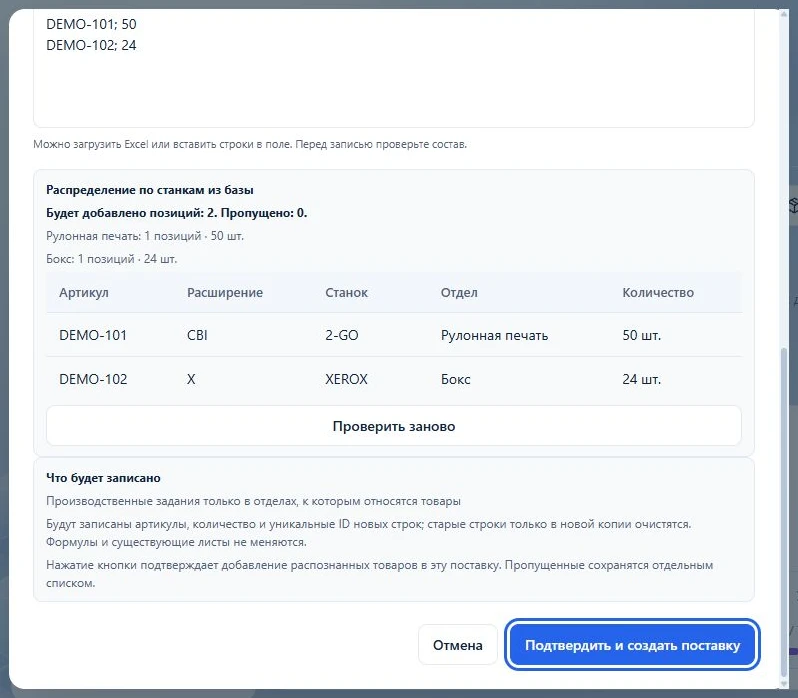 DEMO-101; 50
DEMO-102; 24
Можно загрузить Excel или вставить строки в поле. Перед записью проверьте состав.
Распределение по станкам из базы
Будет добавлено позиций: 2. Пропущено: 0.
Рулонная печать: 1 позиций · 50 шт.
Бокс: 1 позиций · 24 шт.
Артикул Расширение Станок Отдел Количество
DEMO-101 CBI 2-GO Рулонная печать 50 шт.
DEMO-102 X XEROX Бокс 24 шт.
Проверить заново
Что будет записано
Производственные задания только в отделах, к которым относятся товары
Будут записаны артикулы, количество и уникальные ID новых строк; старые строки только в новой копии очистятся.
Формулы и существующие листы не меняются.
Нажатие кнопки подтверждает добавление распознанных товаров в эту поставку. Пропущенные сохранятся отдельным
списком.
Отмена Подтвердить и создать поставку